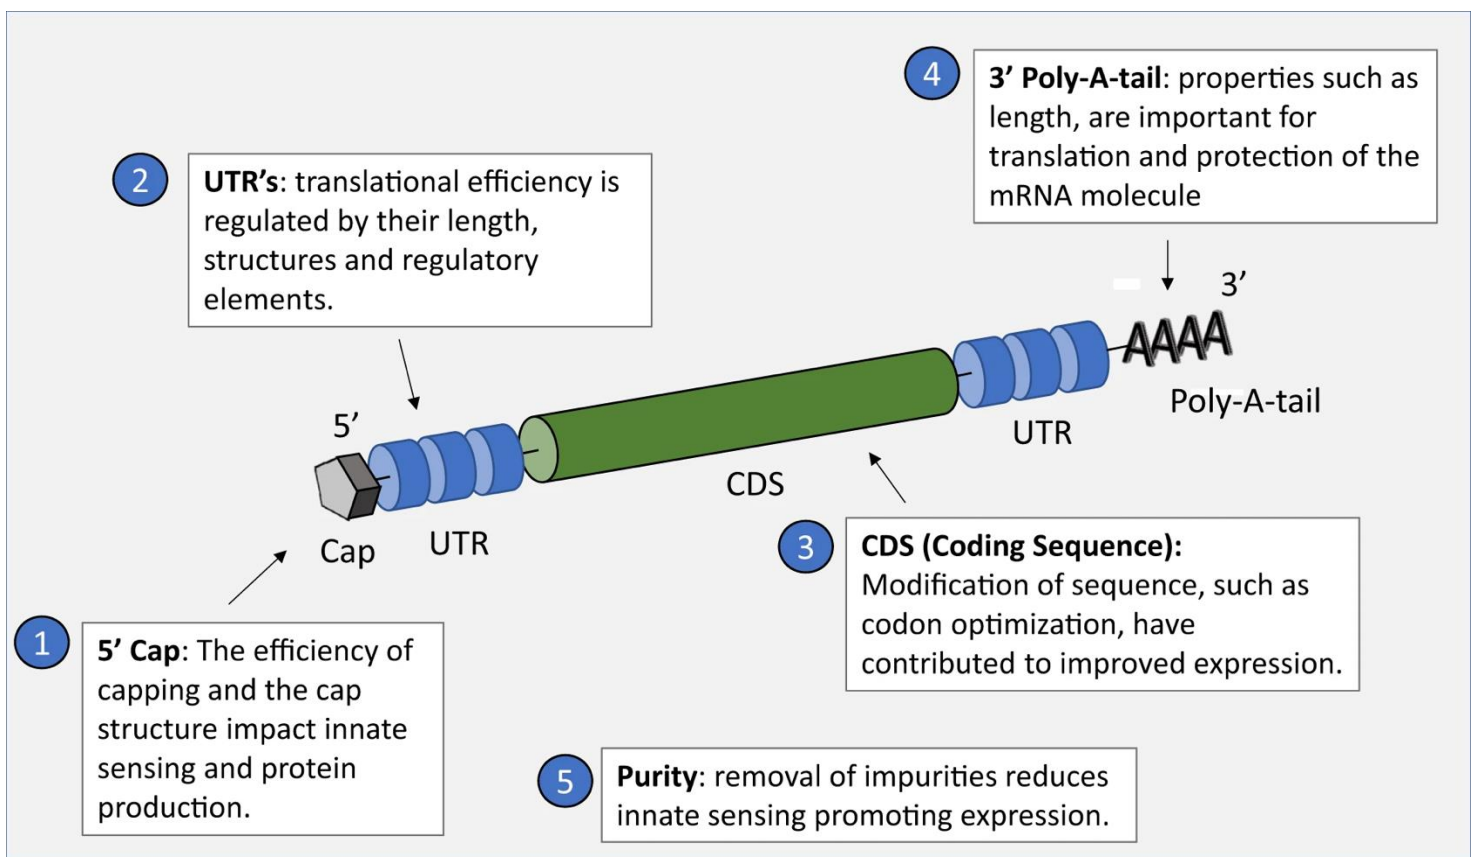 4
3’ Poly-A-tail: properties such as
length, are important for
translation and protection of the
mRNA molecule
2
UTR's: translational efficiency is
regulated by their length,
structures and regulatory
elements.
3’
AAAA
Poly-A-tail
5’
UTR
CDS
Cap
UTR
3
CDS (Coding Sequence):
Modification of sequence, such as
codon optimization, have
contributed to improved expression.
1
5’ Cap: The efficiency of
capping and the cap
structure impact innate
sensing and protein
production.
5
Purity: removal of impurities reduces
innate sensing promoting expression.